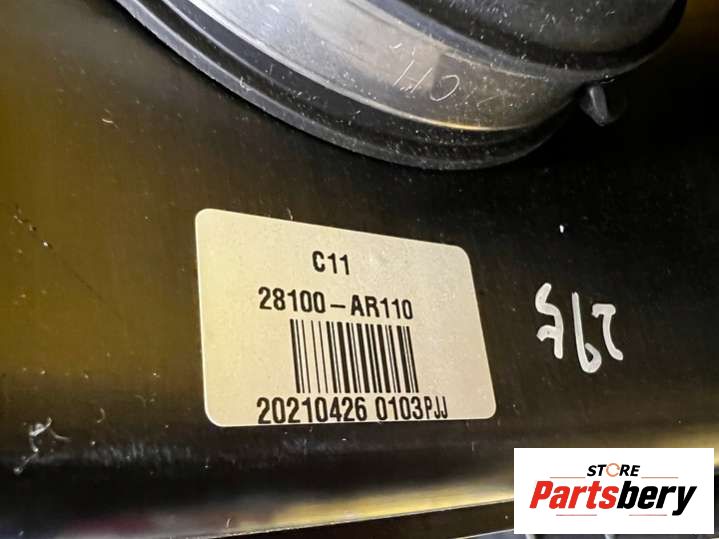 C11
28100-AR110
20210426 0103PJJ
STORE
Partsbery